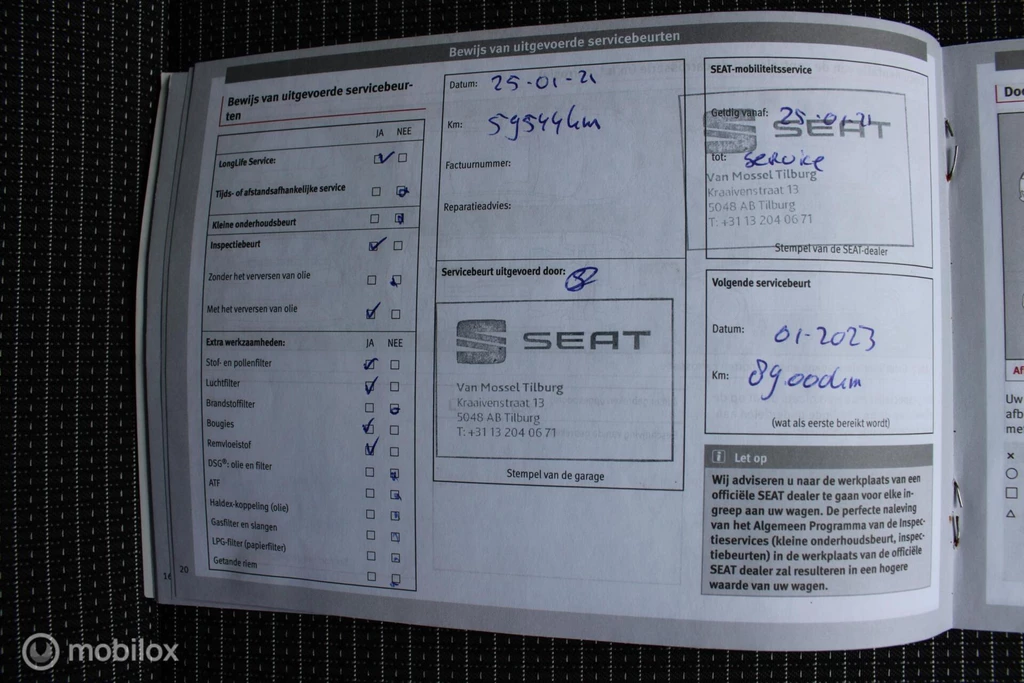 Bewijs van uitgevoerde servicebeurten
Bewijs van uitgevoerde servicebeur-
ten
JA NEE
LongLife Service:
Tijds- of afstandsafhankelijke service
Kleine onderhoudsbeurt
Inspectiebeurt
Zonder het verversen van olie
Met het verversen van olie
Extra werkzaamheden: JA NEE
Stof- en pollenfilter
Luchtfilter
Brandstoffilter
Bougies
Remvloeistof
DSG®: olie en filter
ATF
Haldex-koppeling (olie)
Gasfilter en slangen
LPG-filter (papierfilter)
Getande riem
20
Datum: 25-01-21
Km: 59544km
Factuurnummer:
Reparatieadvies:
Servicebeurt uitgevoerd door:
SEAT
Van Mossel Tilburg
Kraaivenstraat 13
5048 AB Tilburg
T: +31 13 204 06 71
Stempel van de garage
SEAT-mobiliteitsservice
Geldig vanaf: 25-01-21
SEAT
tot: service
Van Mossel Tilburg
Kraaivenstraat 13
5048 AB Tilburg
T: +31 13 204 06 71
Stempel van de SEAT-dealer
Volgende servicebeurt
Datum: 01-2023
Km: 89000km
(wat als eerste bereikt wordt)
i Let op
Wij adviseren u naar de werkplaats van een
officiële SEAT dealer te gaan voor elke in-
greep aan uw wagen. De perfecte naleving
van het Algemeen Programma van de Inspec-
tieservices (kleine onderhoudsbeurt, inspec-
tiebeurten) in de werkplaats van de officiële
SEAT dealer zal resulteren in een hogere
waarde van uw wagen.
Doo
Af
Uw
afb
me
mobilox